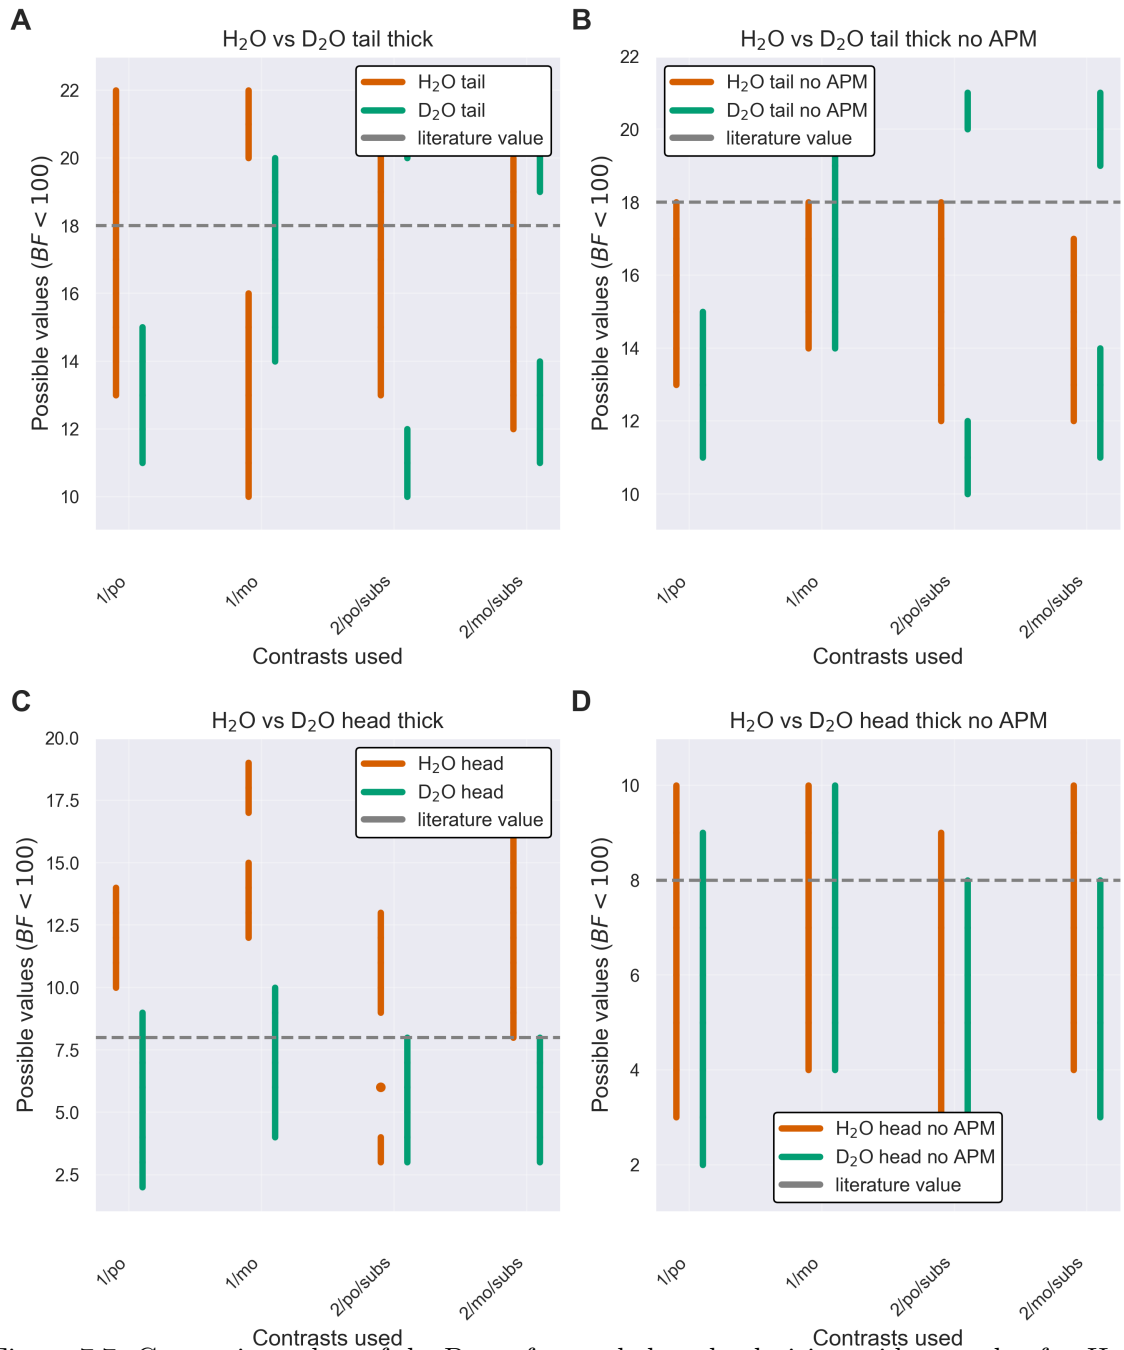 A
H₂O vs D₂O tail thick
Possible values (BF < 100)
22
20
18
16
14
12
10
H₂O tail
D₂O tail
literature value
1/po
1/mo
2/po/subs
2/mo/subs
Contrasts used
B
H₂O vs D₂O tail thick no APM
Possible values (BF < 100)
22
20
18
16
14
12
10
H₂O tail no APM
D₂O tail no APM
literature value
1/po
1/mo
2/po/subs
2/mo/subs
Contrasts used
C
H₂O vs D₂O head thick
Possible values (BF < 100)
20.0
17.5
15.0
12.5
10.0
7.5
5.0
2.5
H₂O head
D₂O head
literature value
1/po
1/mo
2/po/subs
2/mo/subs
Contrasts used
D
H₂O vs D₂O head thick no APM
Possible values (BF < 100)
10
8
6
4
2
H₂O head no APM
D₂O head no APM
literature value
1/po
1/mo
2/po/subs
2/mo/subs
Contrasts used